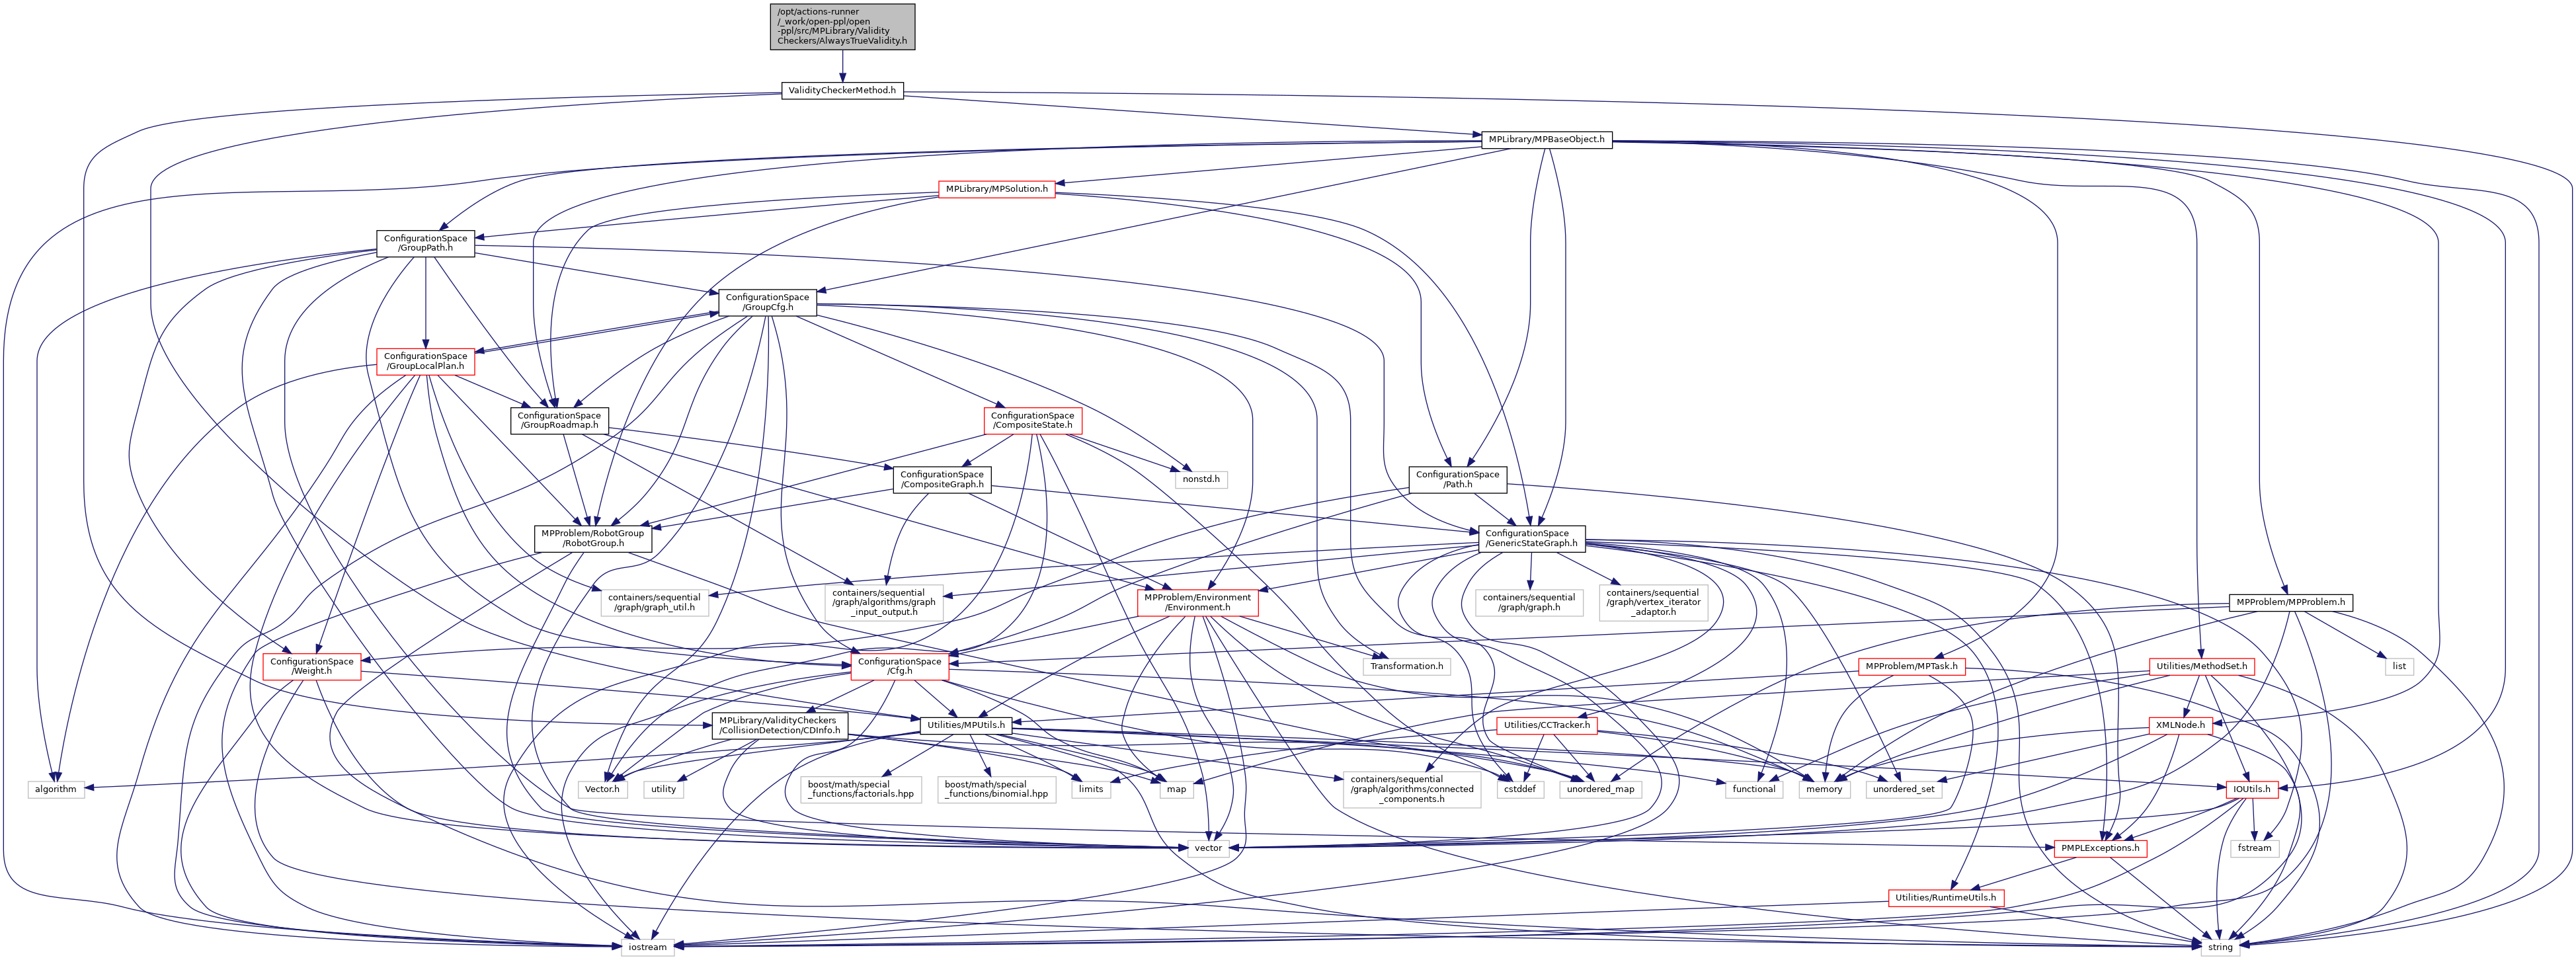 /opt/actions-runner
/_work/open-ppl/open
-ppl/src/MPLibrary/Validity
Checkers/AlwaysTrueValidity.h
ValidityCheckerMethod.h
MPLibrary/MPBaseObject.h
MPLibrary/MPSolution.h
ConfigurationSpace
/GroupPath.h
ConfigurationSpace
/GroupCfg.h
ConfigurationSpace
/GroupLocalPlan.h
ConfigurationSpace
/GroupRoadmap.h
ConfigurationSpace
/CompositeState.h
ConfigurationSpace
/CompositeGraph.h
nonstd.h
ConfigurationSpace
/Path.h
MPProblem/RobotGroup
/RobotGroup.h
ConfigurationSpace
/GenericStateGraph.h
containers/sequential
/graph/graph_util.h
containers/sequential
/graph/algorithms/graph
_input_output.h
MPProblem/Environment
/Environment.h
containers/sequential
/graph/graph.h
containers/sequential
/graph/vertex_iterator
_adaptor.h
MPProblem/MPProblem.h
ConfigurationSpace
/Weight.h
ConfigurationSpace
/Cfg.h
Transformation.h
MPProblem/MPTask.h
Utilities/MethodSet.h
list
MPLibrary/ValidityCheckers
/CollisionDetection/CDInfo.h
Utilities/MPUtils.h
Utilities/CCTracker.h
XMLNode.h
algorithm
Vector.h
utility
boost/math/special
_functions/factorials.hpp
boost/math/special
_functions/binomial.hpp
limits
map
containers/sequential
/graph/algorithms/connected
_components.h
cstddef
unordered_map
functional
memory
unordered_set
IOUtils.h
vector
PMPLExceptions.h
fstream
Utilities/RuntimeUtils.h
iostream
string